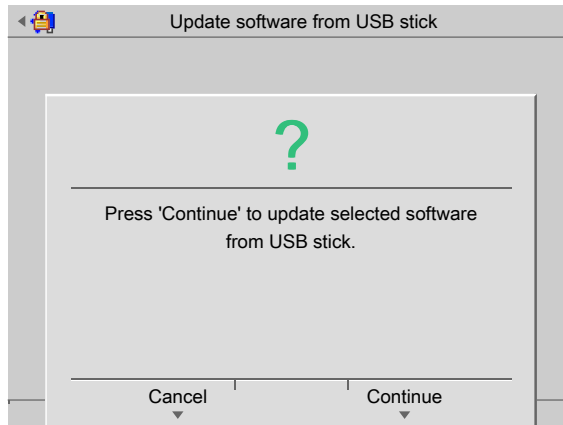 Update software from USB stick
?
Press 'Continue' to update selected software
from USB stick.
Cancel
Continue